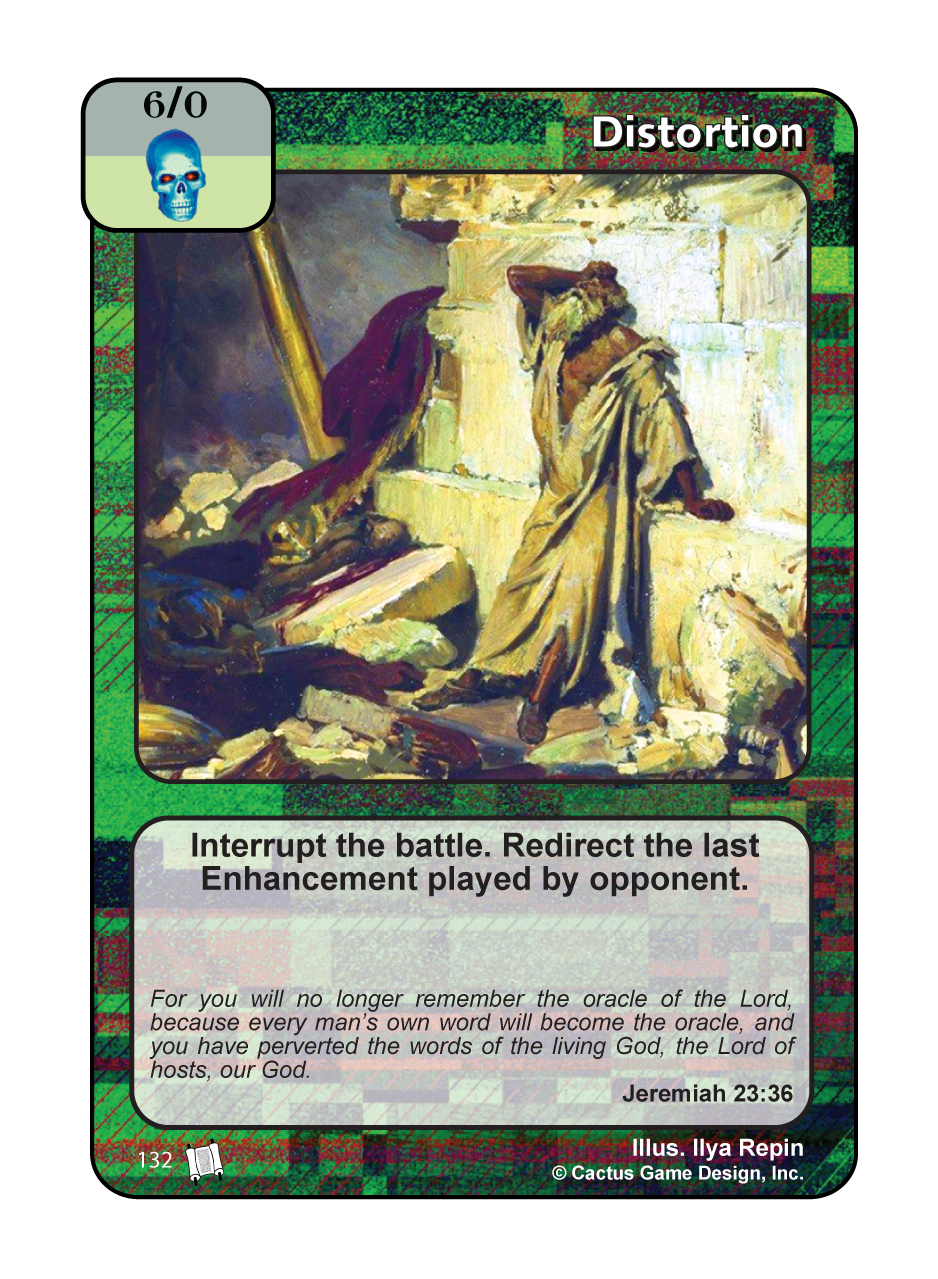 6/0
Distortion
Interrupt the battle. Redirect the last
Enhancement played by opponent.
For you will no longer remember the oracle of the Lord,
because every man’s own word will become the oracle, and
you have perverted the words of the living God, the Lord of
hosts, our God.
Jeremiah 23:36
132
Illus. Ilya Repin
© Cactus Game Design, Inc.